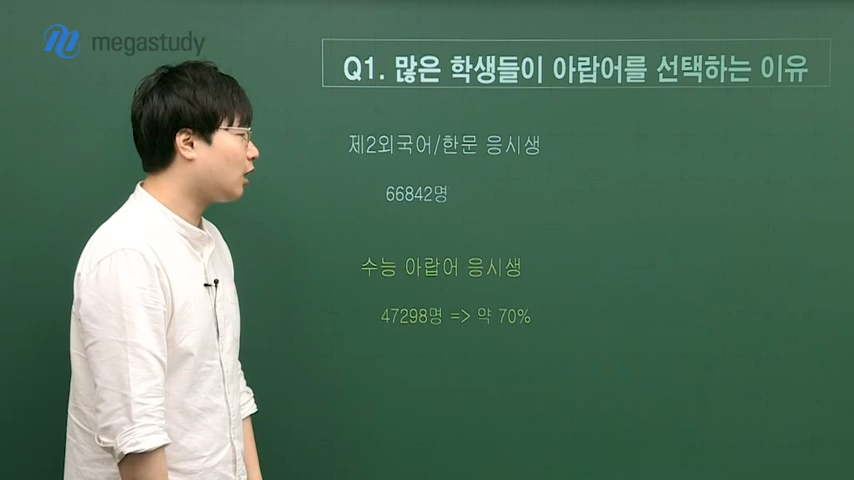 megastudy
Q1. 많은 학생들이 아랍어를 선택하는 이유
제2외국어/한문 응시생
66842명
수능 아랍어 응시생
47298명 => 약 70%